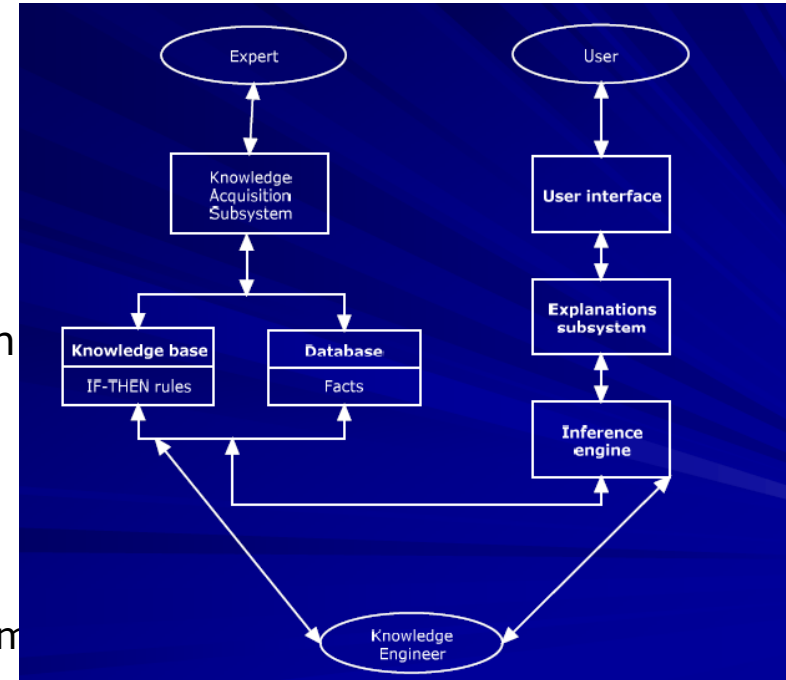 Expert
User
Knowledge
Acquisition
Subsystem
User interface
Explanations
subsystem
n
Knowledge base
Database
IF-THEN rules
Facts
Inference
engine
m
Knowledge
Engineer